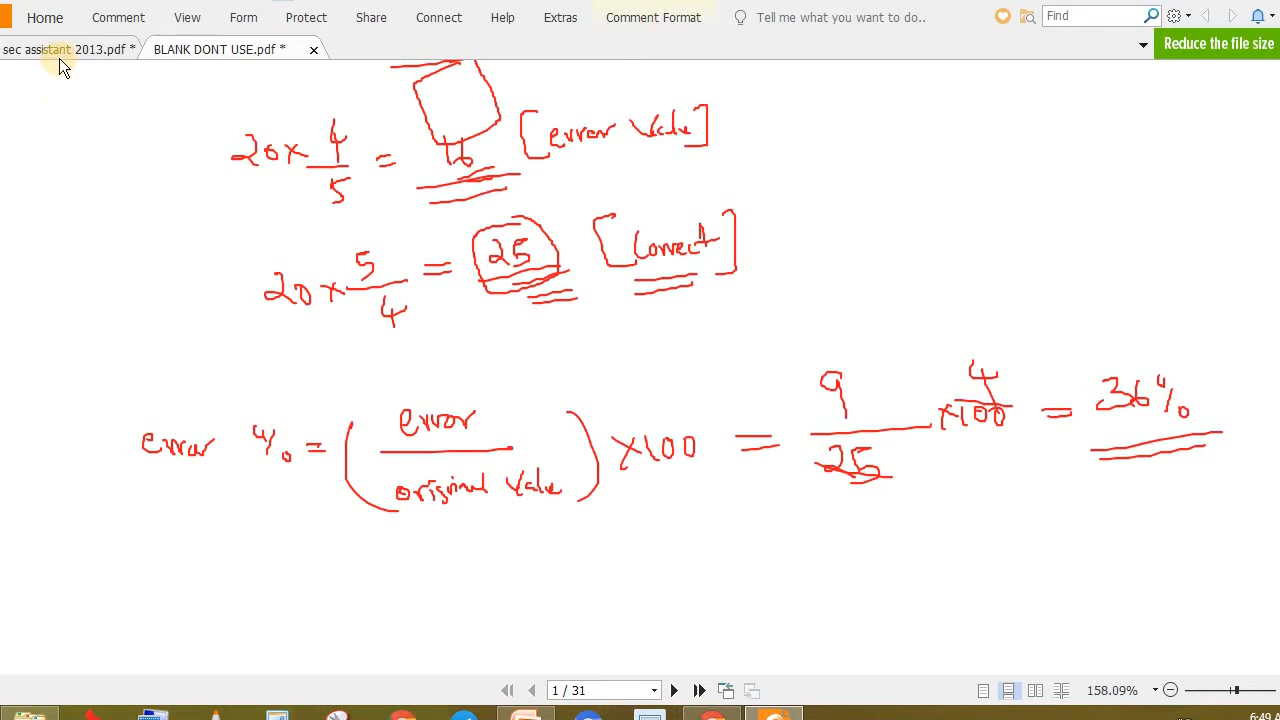 Home Comment View Form Protect Share Connect Help Extras Comment Format Tell me what you want to do.. Find
sec assistant 2013.pdf * BLANK DONT USE.pdf * × Reduce the file size
20 × 4/5 = 16 [error value]
20 × 5/4 = 25 [correct]
error % = (error / original value) × 100 = 9/25 × 100 4 = 36%
1 / 31 158.09%